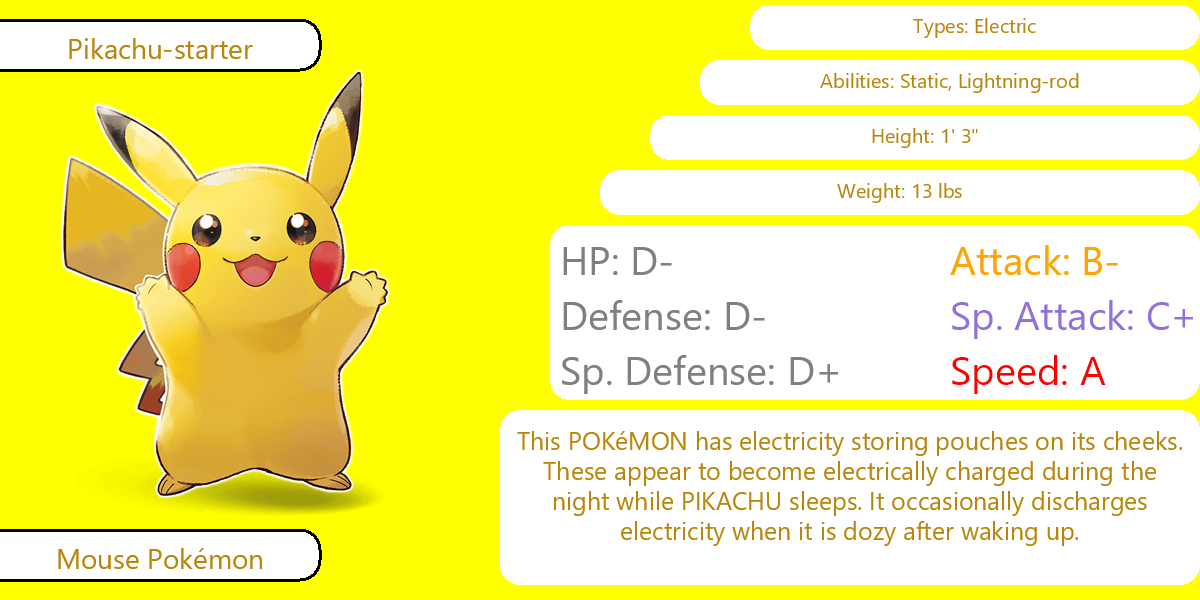 Pikachu-starter
Types: Electric
Abilities: Static, Lightning-rod
Height: 1' 3"
Weight: 13 lbs
HP: D-
Attack: B-
Defense: D-
Sp. Attack: C+
Sp. Defense: D+
Speed: A
This POKéMON has electricity storing pouches on its cheeks.
These appear to become electrically charged during the
night while PIKACHU sleeps. It occasionally discharges
electricity when it is dozy after waking up.
Mouse Pokémon